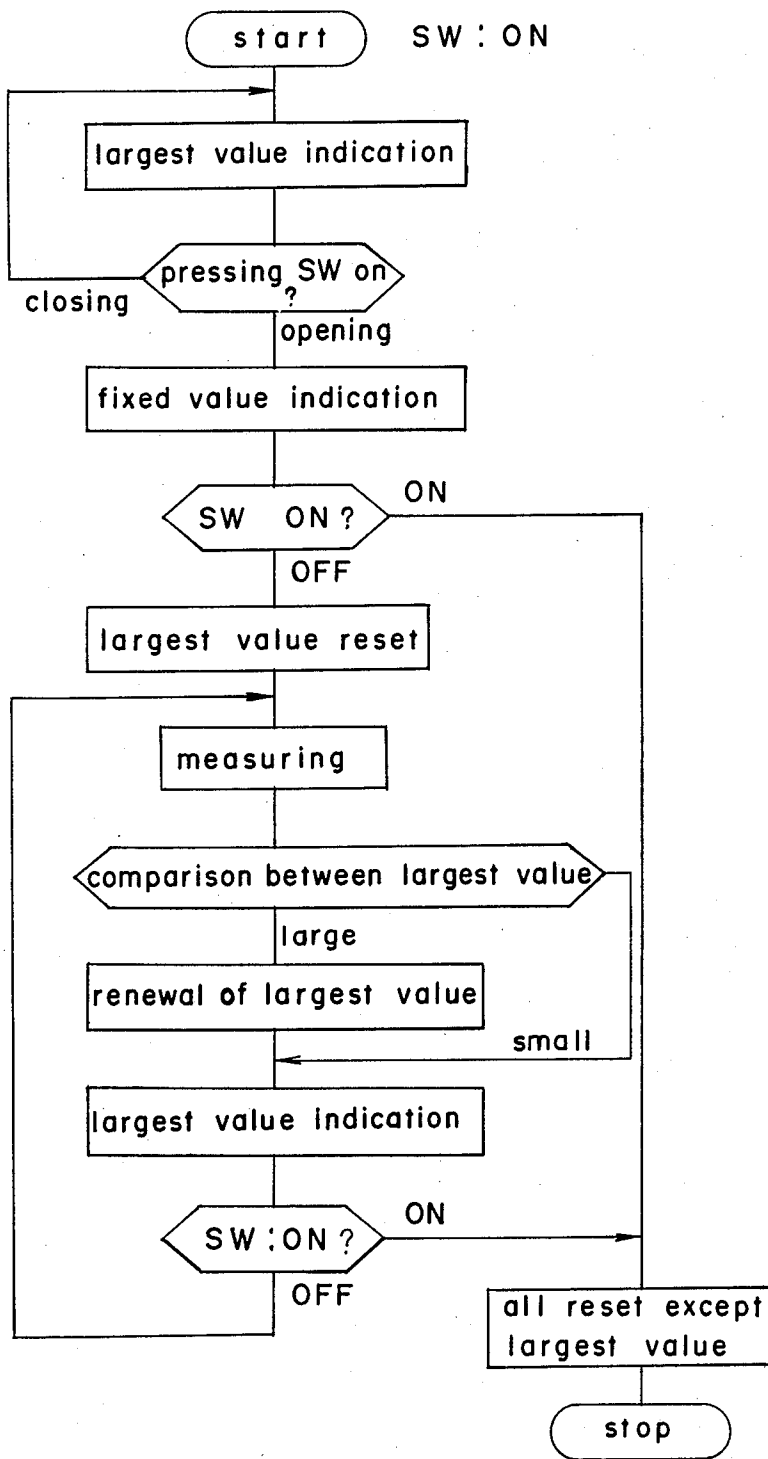 start SW : ON
largest value indication
pressing SW on
?
closing
opening
fixed value indication
ON
SW ON ?
OFF
largest value reset
measuring
comparison between largest value
large
renewal of largest value
small
largest value indication
ON
SW : ON ?
OFF
all reset except
largest value
stop